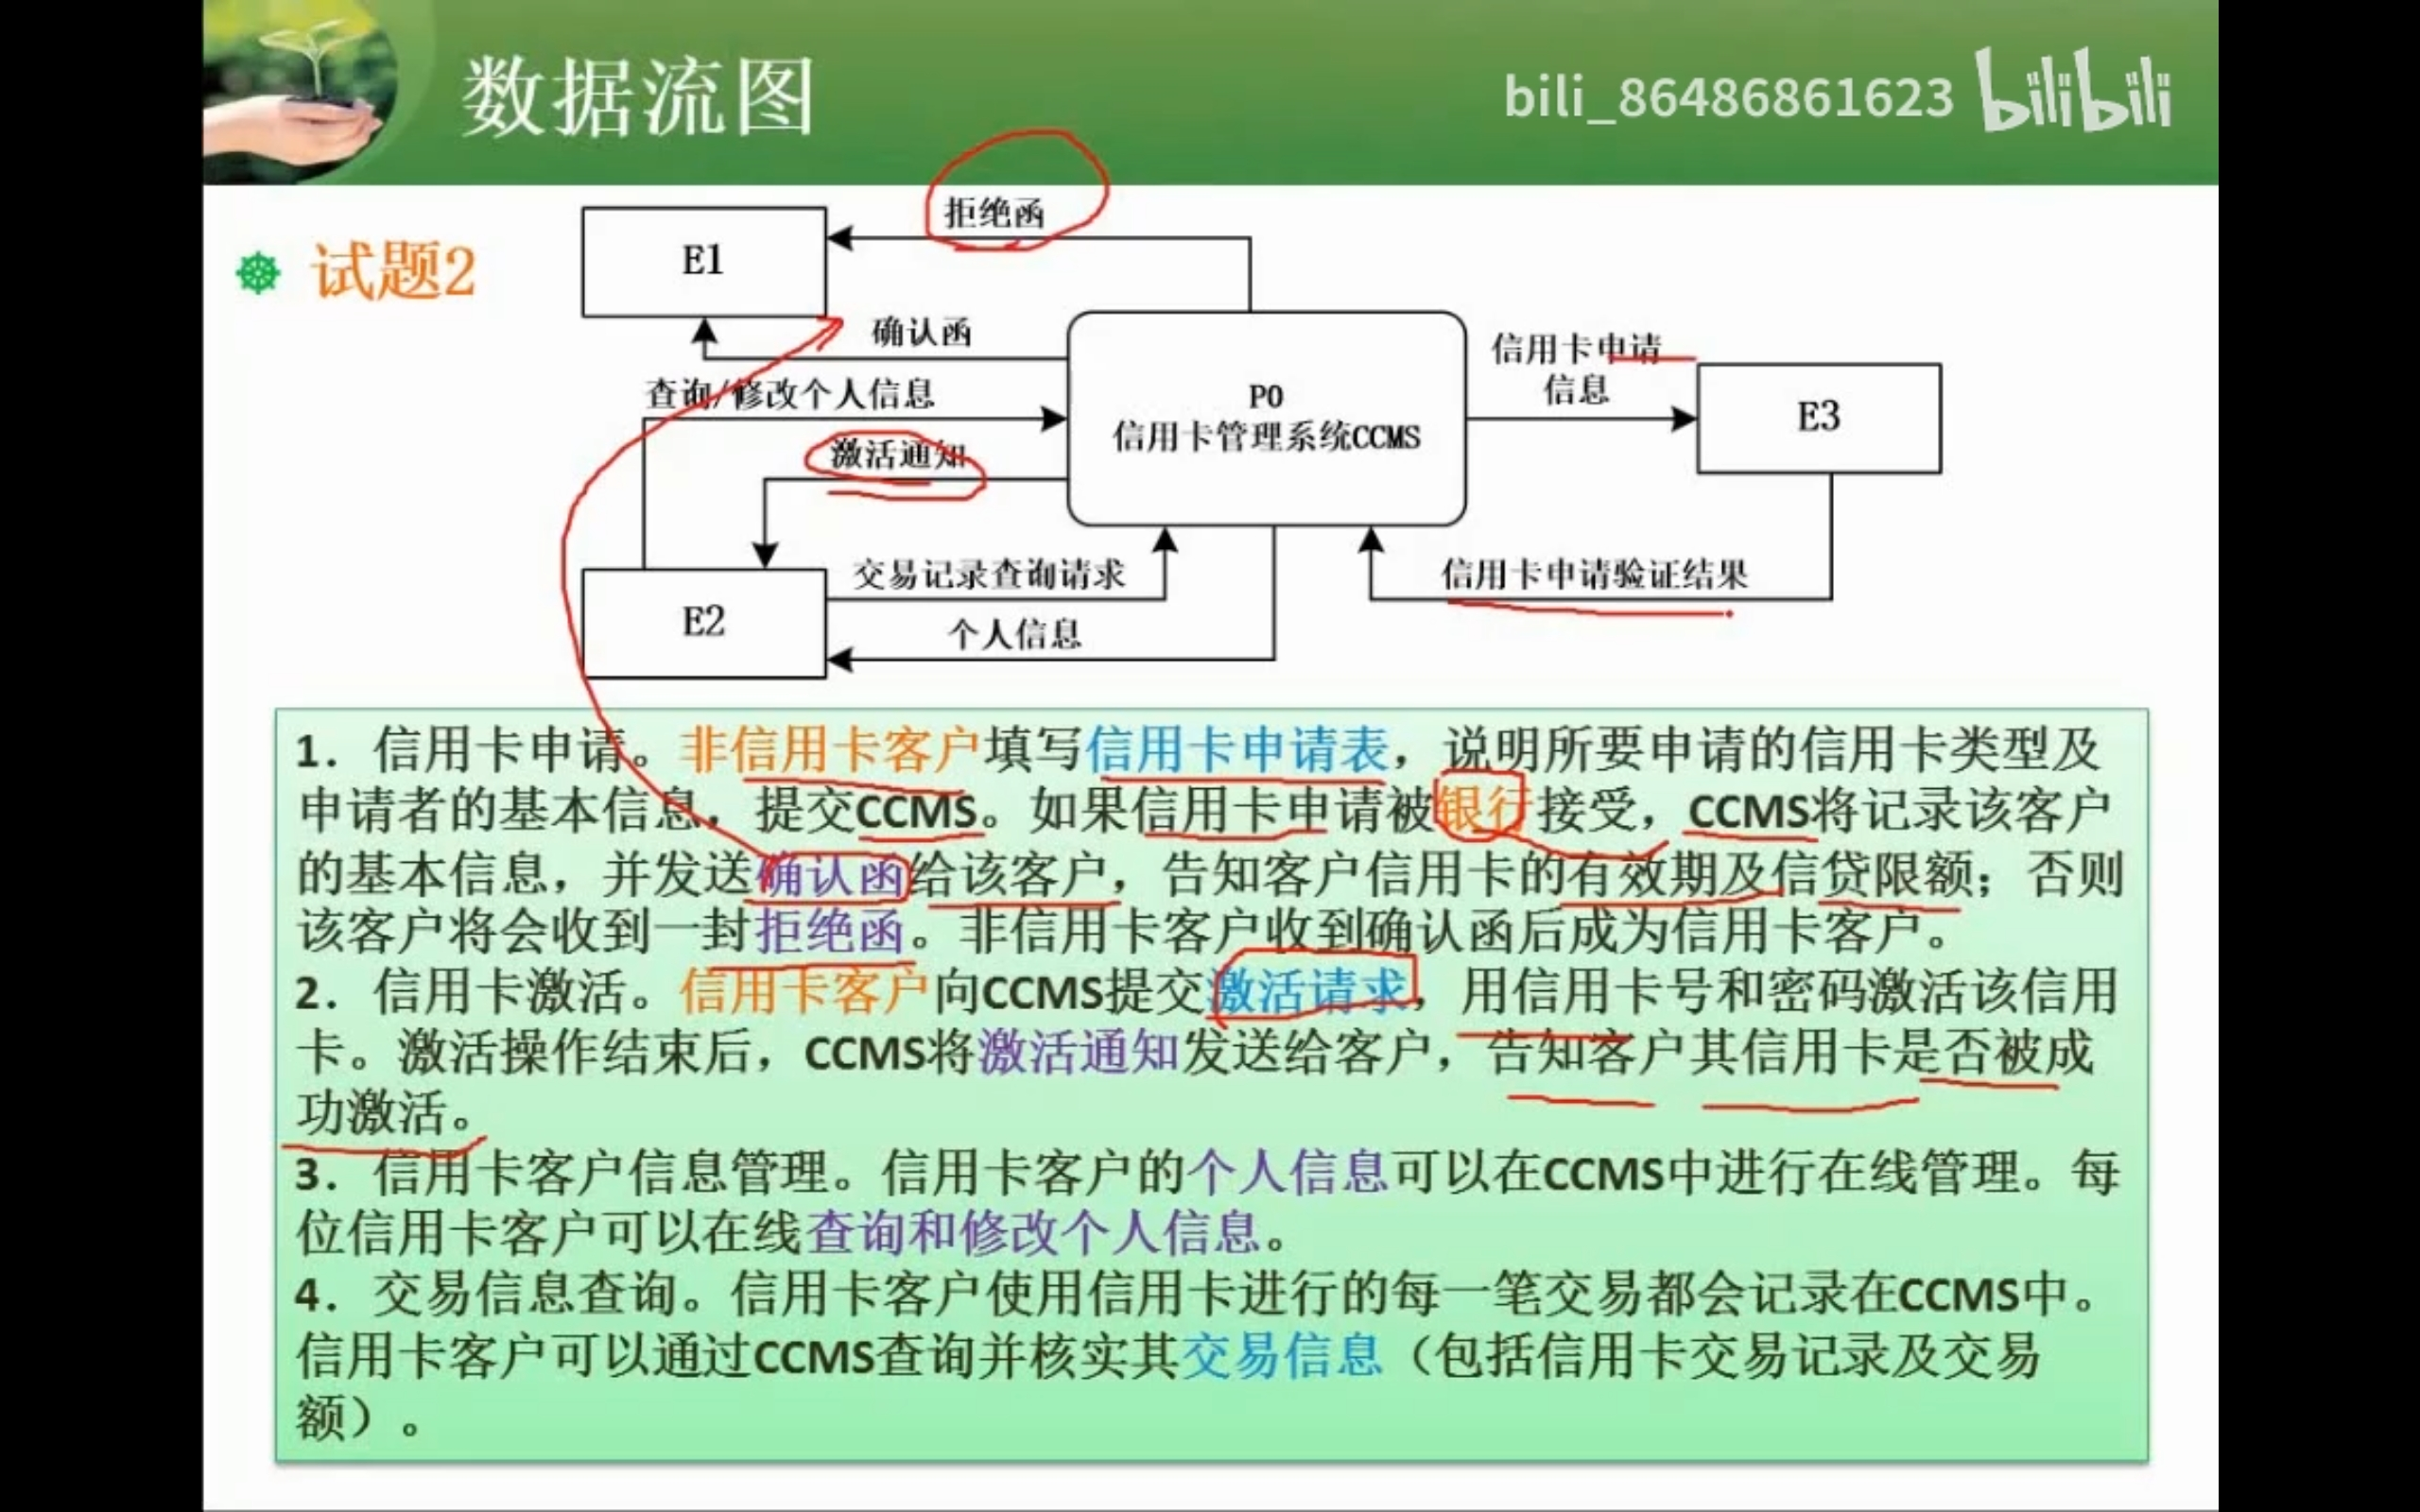 数据流图
bili_86486861623 bilibili
试题2
拒绝函
E1
确认函
查询/修改个人信息
激活通知
P0
信用卡管理系统CCMS
信用卡申请
信息
E3
交易记录查询请求
信用卡申请验证结果
E2
个人信息
1. 信用卡申请。非信用卡客户填写信用卡申请表，说明所要申请的信用卡类型及
申请者的基本信息，提交CCMS。如果信用卡申请被银行接受，CCMS将记录该客户
的基本信息，并发送确认函给该客户，告知客户信用卡的有效期及信贷限额；否则
该客户将会收到一封拒绝函。非信用卡客户收到确认函后成为信用卡客户。
2. 信用卡激活。信用卡客户向CCMS提交激活请求，用信用卡号和密码激活该信用
卡。激活操作结束后，CCMS将激活通知发送给客户，告知客户其信用卡是否被成
功激活。
3. 信用卡客户信息管理。信用卡客户的个人信息可以在CCMS中进行在线管理。每
位信用卡客户可以在线查询和修改个人信息。
4. 交易信息查询。信用卡客户使用信用卡进行的每一笔交易都会记录在CCMS中。
信用卡客户可以通过CCMS查询并核实其交易信息（包括信用卡交易记录及交易
额）。